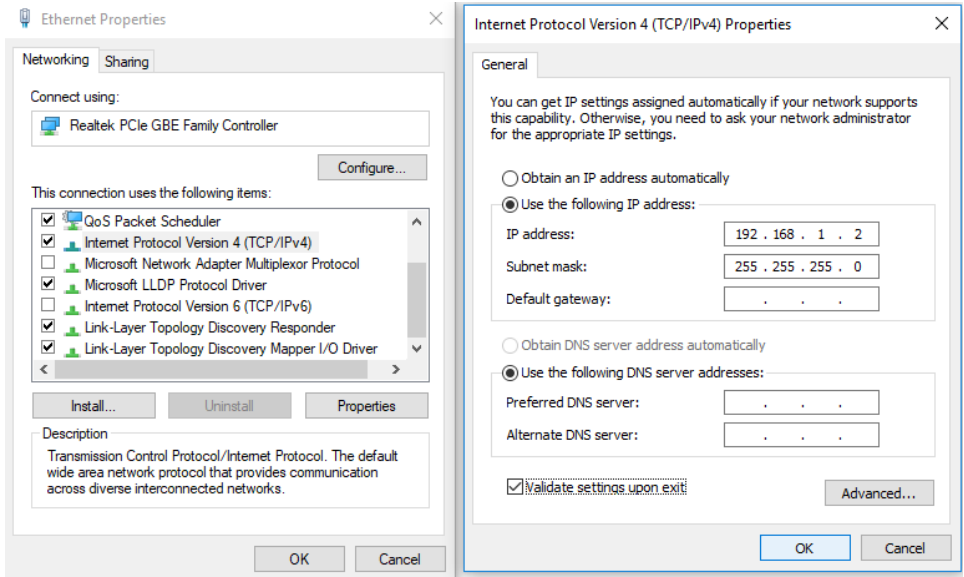 Ethernet Properties
Networking
Sharing
Connect using:
Realtek PCIe GBE Family Controller
Configure...
This connection uses the following items:
QoS Packet Scheduler
Internet Protocol Version 4 (TCP/IPv4)
Microsoft Network Adapter Multiplexor Protocol
Microsoft LLDP Protocol Driver
Internet Protocol Version 6 (TCP/IPv6)
Link-Layer Topology Discovery Responder
Link-Layer Topology Discovery Mapper I/O Driver
Install...
Uninstall
Properties
Description
Transmission Control Protocol/Internet Protocol. The default
wide area network protocol that provides communication
across diverse interconnected networks.
OK
Cancel
Internet Protocol Version 4 (TCP/IPv4) Properties
General
You can get IP settings assigned automatically if your network supports
this capability. Otherwise, you need to ask your network administrator
for the appropriate IP settings.
Obtain an IP address automatically
Use the following IP address:
IP address: 192 . 168 . 1 . 2
Subnet mask: 255 . 255 . 255 . 0
Default gateway: . . .
Obtain DNS server address automatically
Use the following DNS server addresses:
Preferred DNS server: . . .
Alternate DNS server: . . .
Validate settings upon exit
Advanced...
OK
Cancel